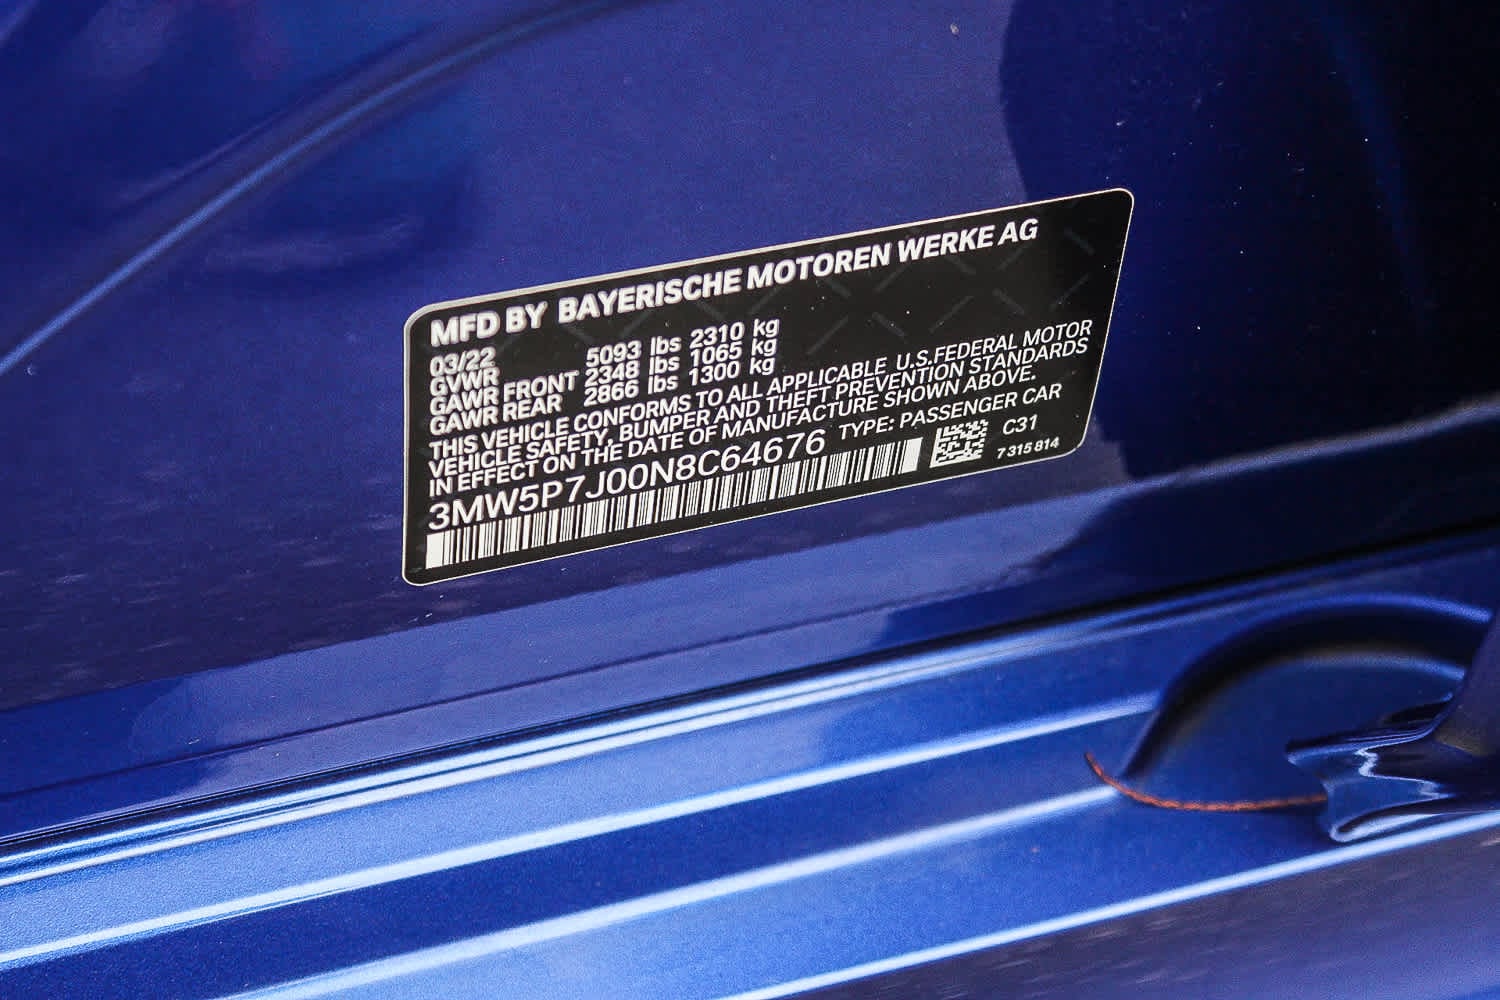 MFD BY BAYERISCHE MOTOREN WERKE AG
03/22
GVWR 5093 lbs 2310 kg
GAWR FRONT 2348 lbs 1065 kg
GAWR REAR 2866 lbs 1300 kg
THIS VEHICLE CONFORMS TO ALL APPLICABLE U.S.FEDERAL MOTOR
VEHICLE SAFETY, BUMPER AND THEFT PREVENTION STANDARDS
IN EFFECT ON THE DATE OF MANUFACTURE SHOWN ABOVE.
3MW5P7J00N8C64676 TYPE: PASSENGER CAR
C31
7 315 814